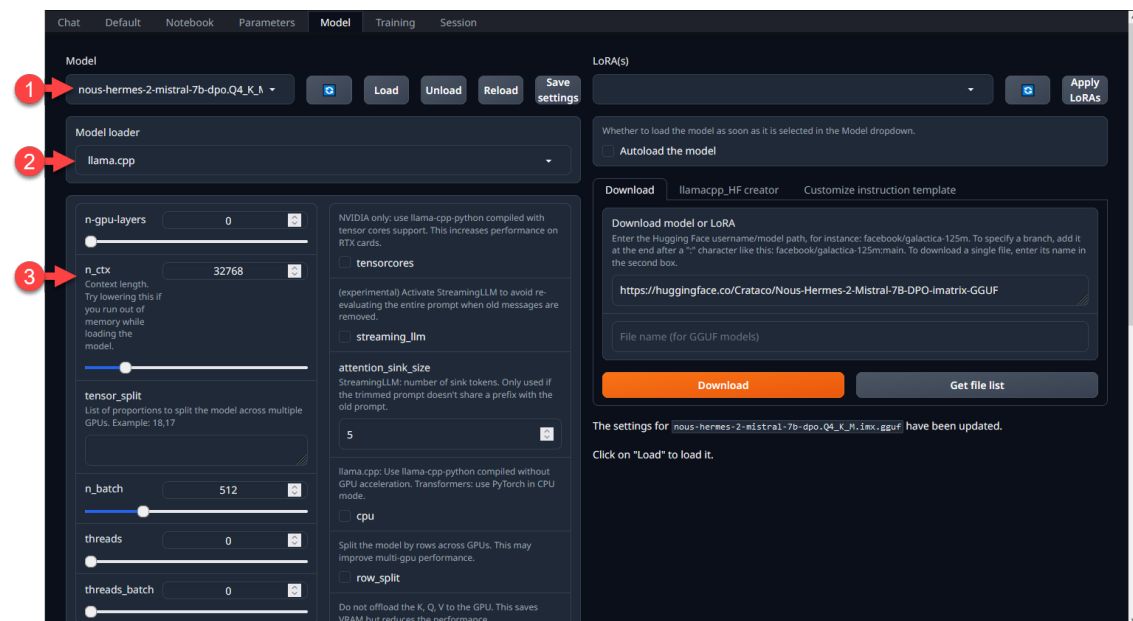 Chat Default Notebook Parameters Model Training Session
Model
1
nous-hermes-2-mistral-7b-dpo.Q4_K_M
Load Unload Reload Save settings
Model loader
2
llama.cpp
n-gpu-layers 0
3
n_ctx 32768
Context length.
Try lowering this if
you run out of
memory while
loading the
model.
tensor_split
List of proportions to split the model across multiple
GPUs. Example: 18,17
n_batch 512
threads 0
threads_batch 0
NVIDIA only: use llama-cpp-python compiled with
tensor cores support. This increases performance on
RTX cards.
tensorcores
(experimental) Activate StreamingLLM to avoid re-
evaluating the entire prompt when old messages are
removed.
streaming_llm
attention_sink_size
StreamingLLM: number of sink tokens. Only used if
the trimmed prompt doesn't share a prefix with the
old prompt.
5
llama.cpp: Use llama-cpp-python compiled without
GPU acceleration. Transformers: use PyTorch in CPU
mode.
cpu
Split the model by rows across GPUs. This may
improve multi-gpu performance.
row_split
Do not offload the K, Q, V to the GPU. This saves
VRAM but reduces the performance.
LoRA(s)
Apply
LoRAs
Whether to load the model as soon as it is selected in the Model dropdown.
Autoload the model
Download llamacpp_HF creator Customize instruction template
Download model or LoRA
Enter the Hugging Face username/model path, for instance: facebook/galactica-125m. To specify a branch, add it
at the end after a ":" character like this: facebook/galactica-125m:main. To download a single file, enter its name in
the second box.
https://huggingface.co/Crataco/Nous-Hermes-2-Mistral-7B-DPO-imatrix-GGUF
File name (for GGUF models)
Download Get file list
The settings for nous-hermes-2-mistral-7b-dpo.Q4_K_M.imx.gguf have been updated.
Click on "Load" to load it.